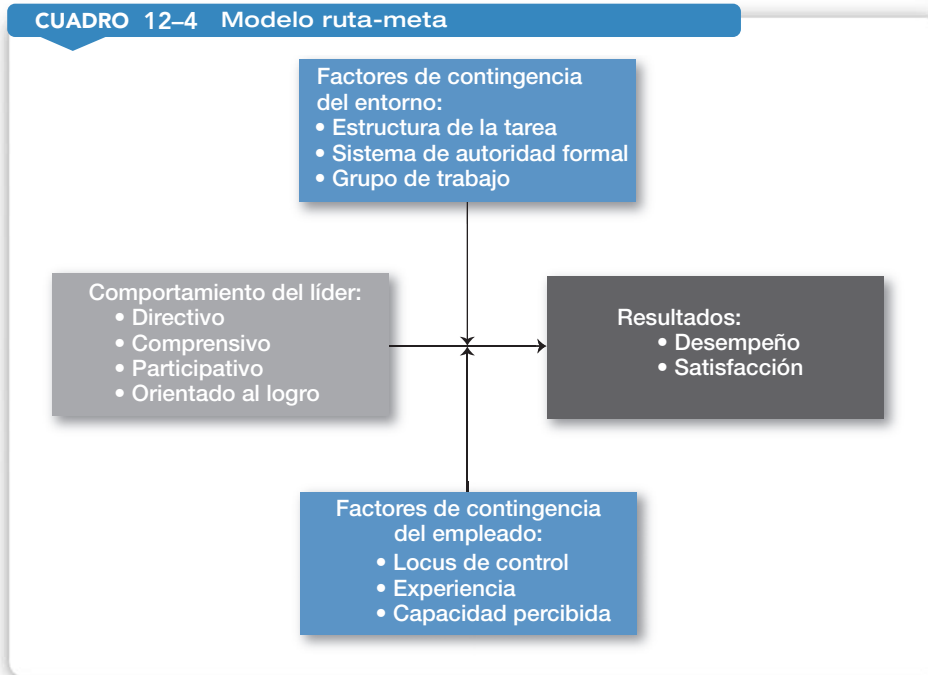 CUADRO 12–4 Modelo ruta-meta
Factores de contingencia
del entorno:
• Estructura de la tarea
• Sistema de autoridad formal
• Grupo de trabajo
Comportamiento del líder:
• Directivo
• Comprensivo
• Participativo
• Orientado al logro
Resultados:
• Desempeño
• Satisfacción
Factores de contingencia
del empleado:
• Locus de control
• Experiencia
• Capacidad percibida